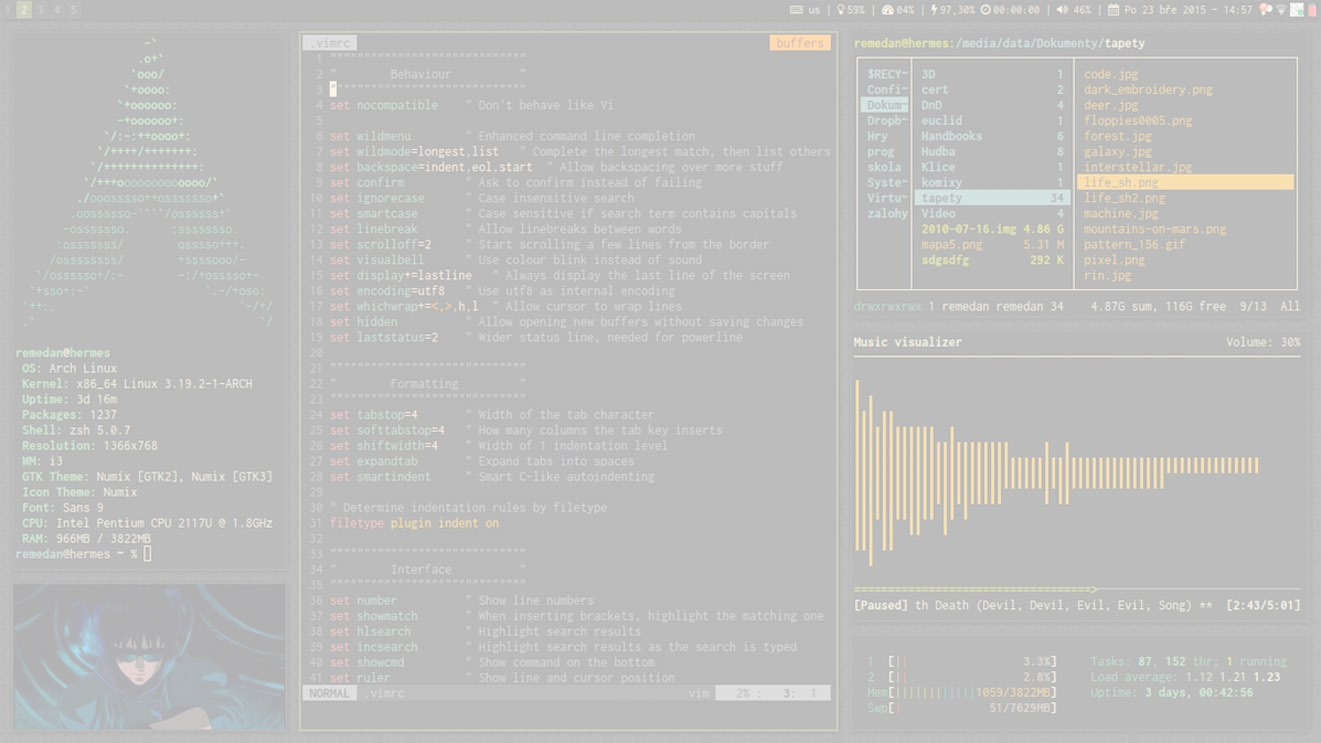 1 2 3 4 5
us | 59% | 04% | 97,30% 00:00:00 | 46% | Po 23 bře 2015 - 14:57
remedan@hermes
OS: Arch Linux
Kernel: x86_64 Linux 3.19.2-1-ARCH
Uptime: 3d 16m
Packages: 1237
Shell: zsh 5.0.7
Resolution: 1366x768
WM: i3
GTK Theme: Numix [GTK2], Numix [GTK3]
Icon Theme: Numix
Font: Sans 9
CPU: Intel Pentium CPU 2117U @ 1.8GHz
RAM: 966MB / 3822MB
remedan@hermes ~ %
.vimrc buffers
1 """""""""""""""""""""""""""""
2 " Behaviour "
3 """""""""""""""""""""""""""""
4 set nocompatible " Don't behave like Vi
5
6 set wildmenu " Enhanced command line completion
7 set wildmode=longest,list " Complete the longest match, then list others
8 set backspace=indent,eol,start " Allow backspacing over more stuff
9 set confirm " Ask to confirm instead of failing
10 set ignorecase " Case insensitive search
11 set smartcase " Case sensitive if search term contains capitals
12 set linebreak " Allow linebreaks between words
13 set scrolloff=2 " Start scrolling a few lines from the border
14 set visualbell " Use colour blink instead of sound
15 set display+=lastline " Always display the last line of the screen
16 set encoding=utf8 " Use utf8 as internal encoding
17 set whichwrap+=<,>,h,l " Allow cursor to wrap lines
18 set hidden " Allow opening new buffers without saving changes
19 set laststatus=2 " Wider status line, needed for powerline
20
21 """""""""""""""""""""""""""""
22 " Formatting "
23 """""""""""""""""""""""""""""
24 set tabstop=4 " Width of the tab character
25 set softtabstop=4 " How many columns the tab key inserts
26 set shiftwidth=4 " Width of 1 indentation level
27 set expandtab " Expand tabs into spaces
28 set smartindent " Smart C-like autoindenting
29
30 " Determine indentation rules by filetype
31 filetype plugin indent on
32
33 """""""""""""""""""""""""""""
34 " Interface "
35 """""""""""""""""""""""""""""
36 set number " Show line numbers
37 set showmatch " When inserting brackets, highlight the matching one
38 set hlsearch " Highlight search results
39 set incsearch " Highlight search results as the search is typed
40 set showcmd " Show command on the bottom
41 set ruler " Show line and cursor position
NORMAL .vimrc vim 2% : 3: 1
remedan@hermes:/media/data/Dokumenty/tapety
$RECY~ 3D 1 code.jpg
Confi~ cert 2 dark_embroidery.png
Dokum~ DnD 4 deer.jpg
Dropb~ euclid 1 floppies0005.png
Hry Handbooks 6 forest.jpg
prog Hudba 8 galaxy.jpg
skola Klice 1 interstellar.jpg
Syste~ komixy 1 life_sh.png
Virtu~ tapety 34 life_sh2.png
zalohy Video 4 machine.jpg
2010-07-16.img 4.86 G mountains-on-mars.png
mapa5.png 5.31 M pattern_156.gif
sdgsdfg 292 K pixel.png
rin.jpg
drwxrwxrwx 1 remedan remedan 34 4.87G sum, 116G free 9/13 All
Music visualizer Volume: 30%
[Paused] th Death (Devil, Devil, Evil, Evil, Song) ** [2:43/5:01]
1 [|| 3.3%] Tasks: 87, 152 thr; 1 running
2 [|| 2.8%] Load average: 1.12 1.21 1.23
Mem[||||||||||||1059/3822MB] Uptime: 3 days, 00:42:56
Swp[| 51/7629MB]